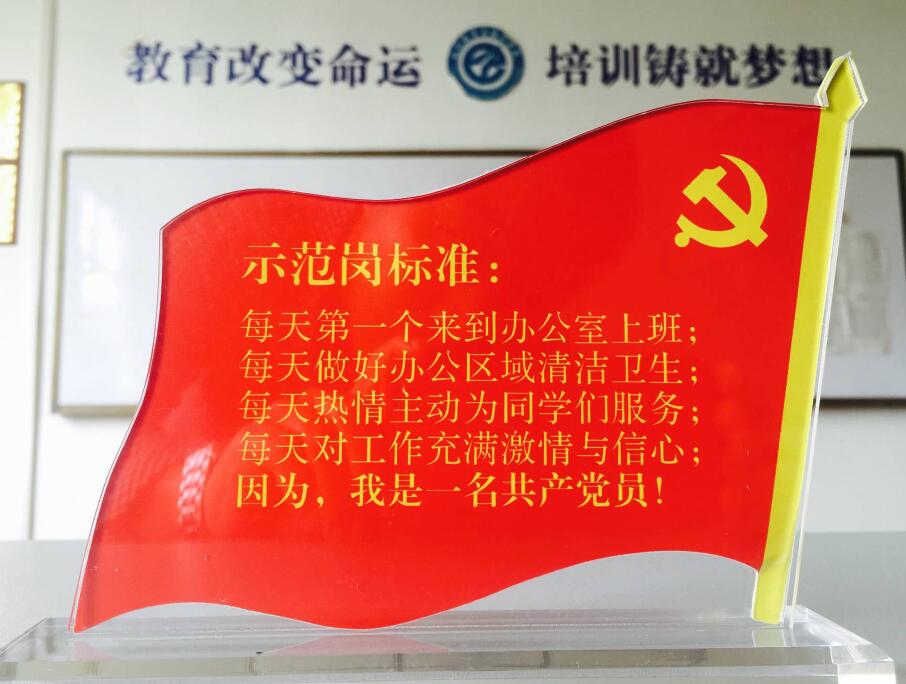 教育改变命运 培训铸就梦想
示范岗标准：
每天第一个来到办公室上班；
每天做好办公区域清洁卫生；
每天热情主动为同学们服务；
每天对工作充满激情与信心；
因为，我是一名共产党员！